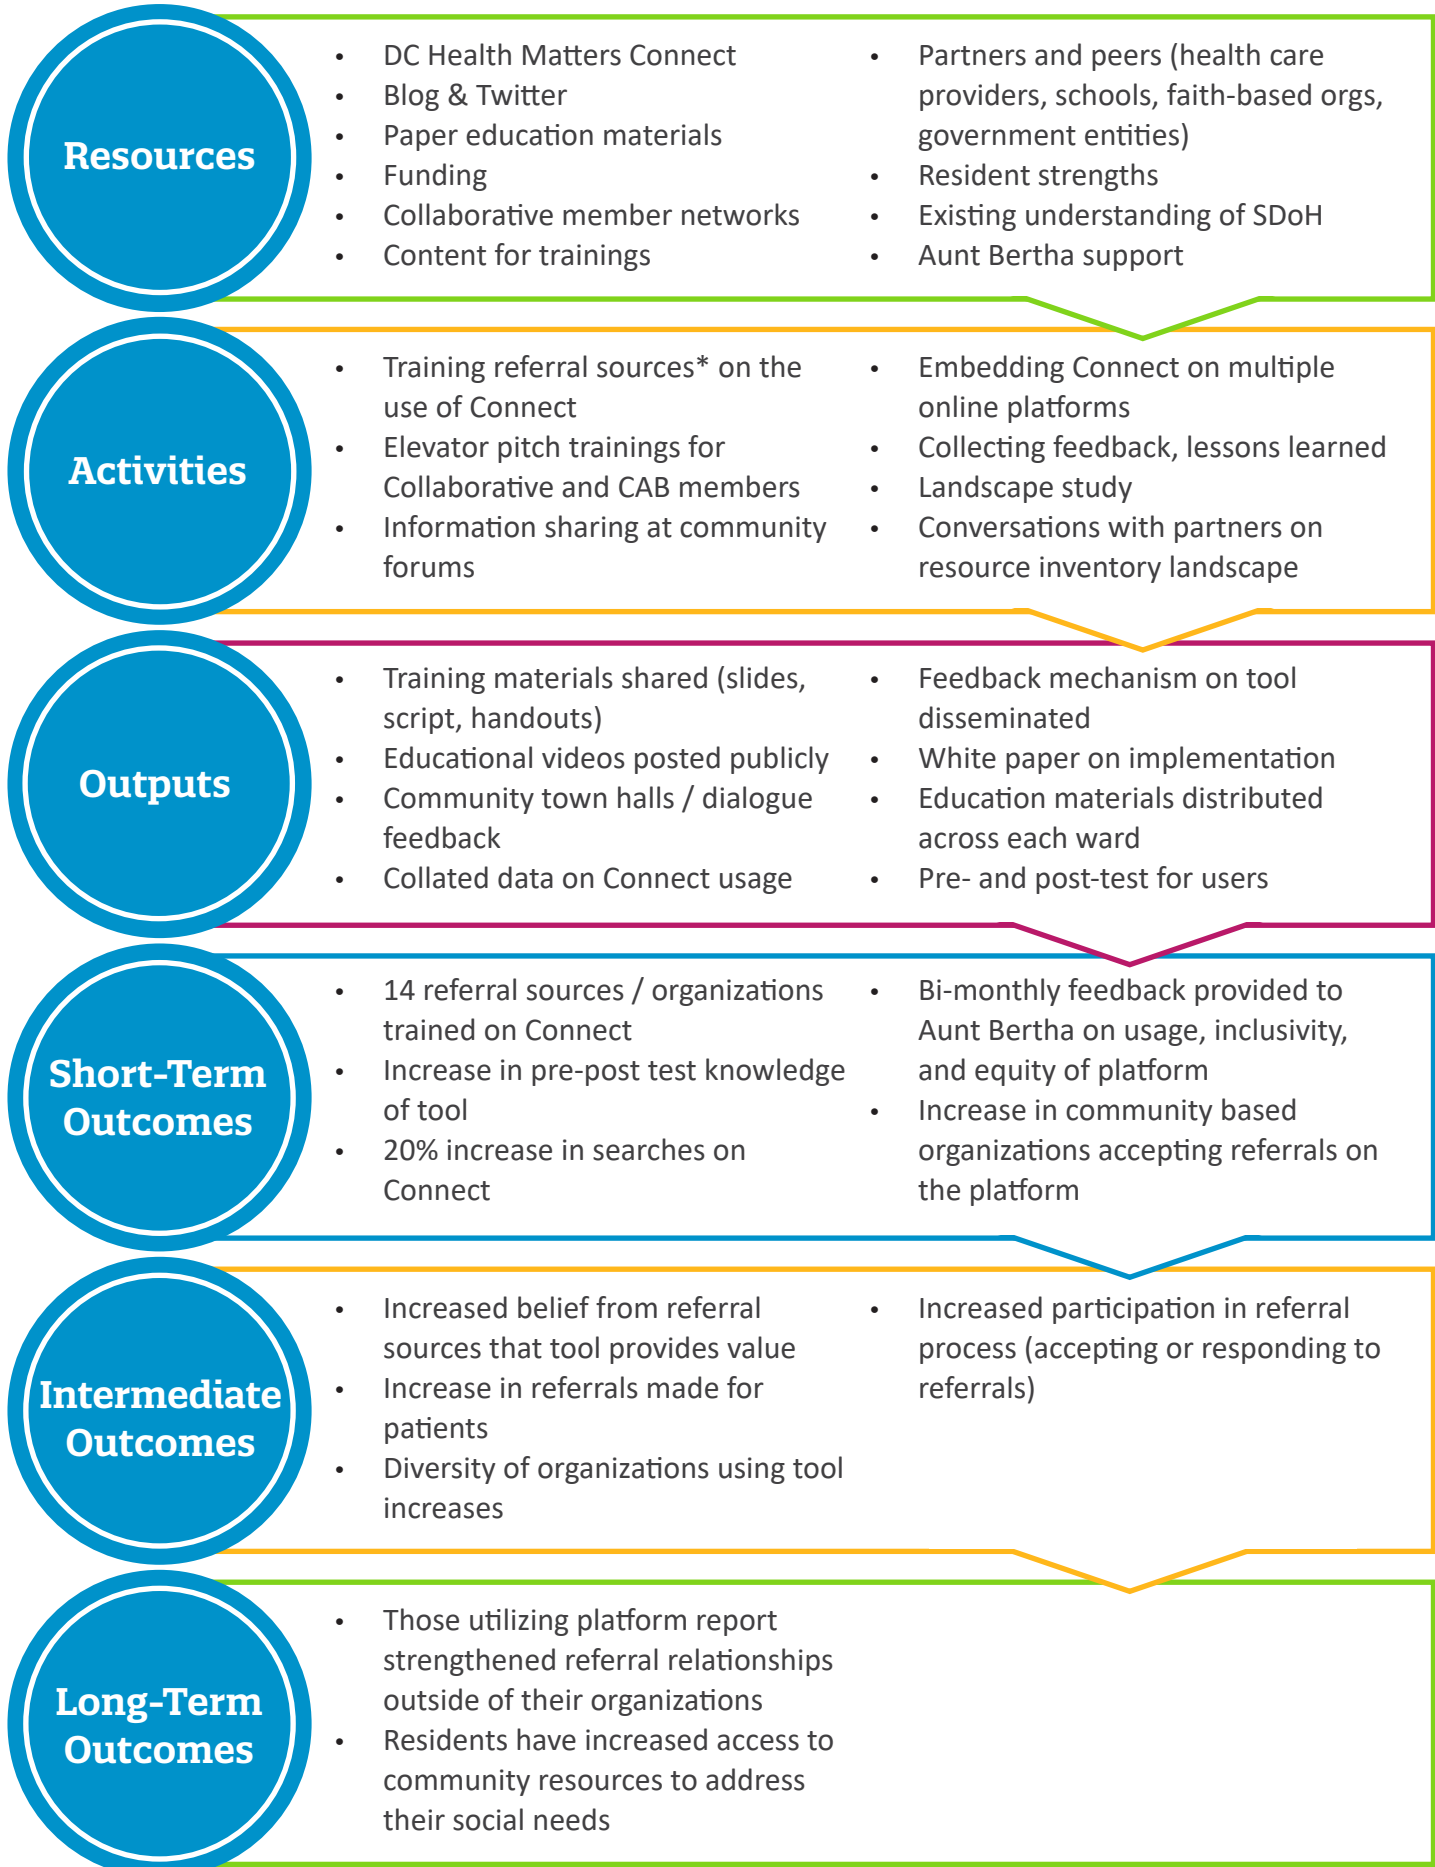 Resources
• DC Health Matters Connect
• Blog & Twitter
• Paper education materials
• Funding
• Collaborative member networks
• Content for trainings
• Partners and peers (health care
providers, schools, faith-based orgs,
government entities)
• Resident strengths
• Existing understanding of SDoH
• Aunt Bertha support
Activities
• Training referral sources* on the
use of Connect
• Elevator pitch trainings for
Collaborative and CAB members
• Information sharing at community
forums
• Embedding Connect on multiple
online platforms
• Collecting feedback, lessons learned
• Landscape study
• Conversations with partners on
resource inventory landscape
Outputs
• Training materials shared (slides,
script, handouts)
• Educational videos posted publicly
• Community town halls / dialogue
feedback
• Collated data on Connect usage
• Feedback mechanism on tool
disseminated
• White paper on implementation
• Education materials distributed
across each ward
• Pre- and post-test for users
Short-Term
Outcomes
• 14 referral sources / organizations
trained on Connect
• Increase in pre-post test knowledge
of tool
• 20% increase in searches on
Connect
• Bi-monthly feedback provided to
Aunt Bertha on usage, inclusivity,
and equity of platform
• Increase in community based
organizations accepting referrals on
the platform
Intermediate
Outcomes
• Increased belief from referral
sources that tool provides value
• Increase in referrals made for
patients
• Diversity of organizations using tool
increases
• Increased participation in referral
process (accepting or responding to
referrals)
Long-Term
Outcomes
• Those utilizing platform report
strengthened referral relationships
outside of their organizations
• Residents have increased access to
community resources to address
their social needs